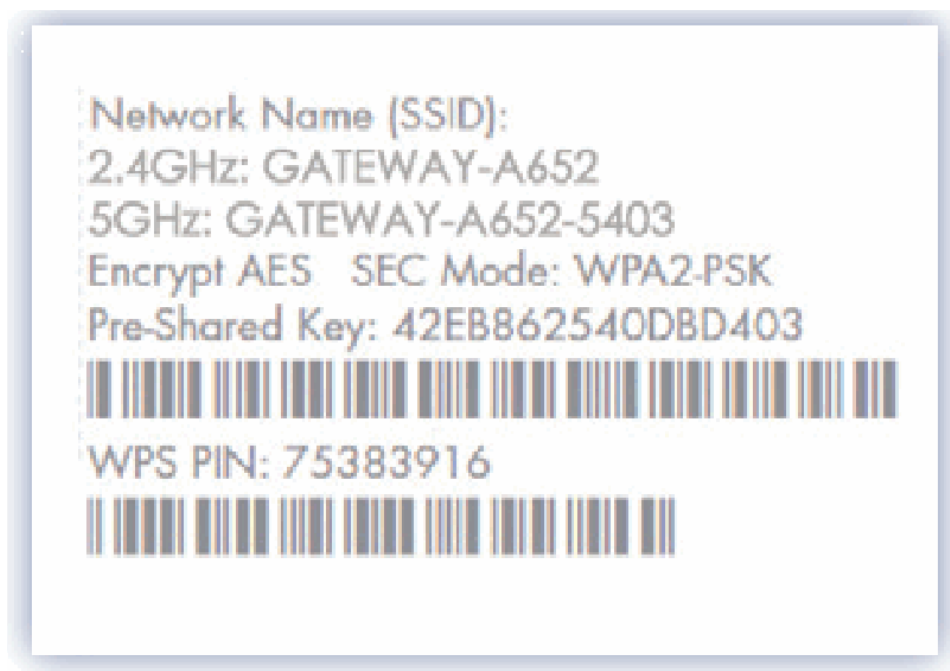 Network Name (SSID):
2.4GHz: GATEWAY-A652
5GHz: GATEWAY-A652-5403
Encrypt AES SEC Mode: WPA2-PSK
Pre-Shared Key: 42EB862540DBD403
WPS PIN: 75383916